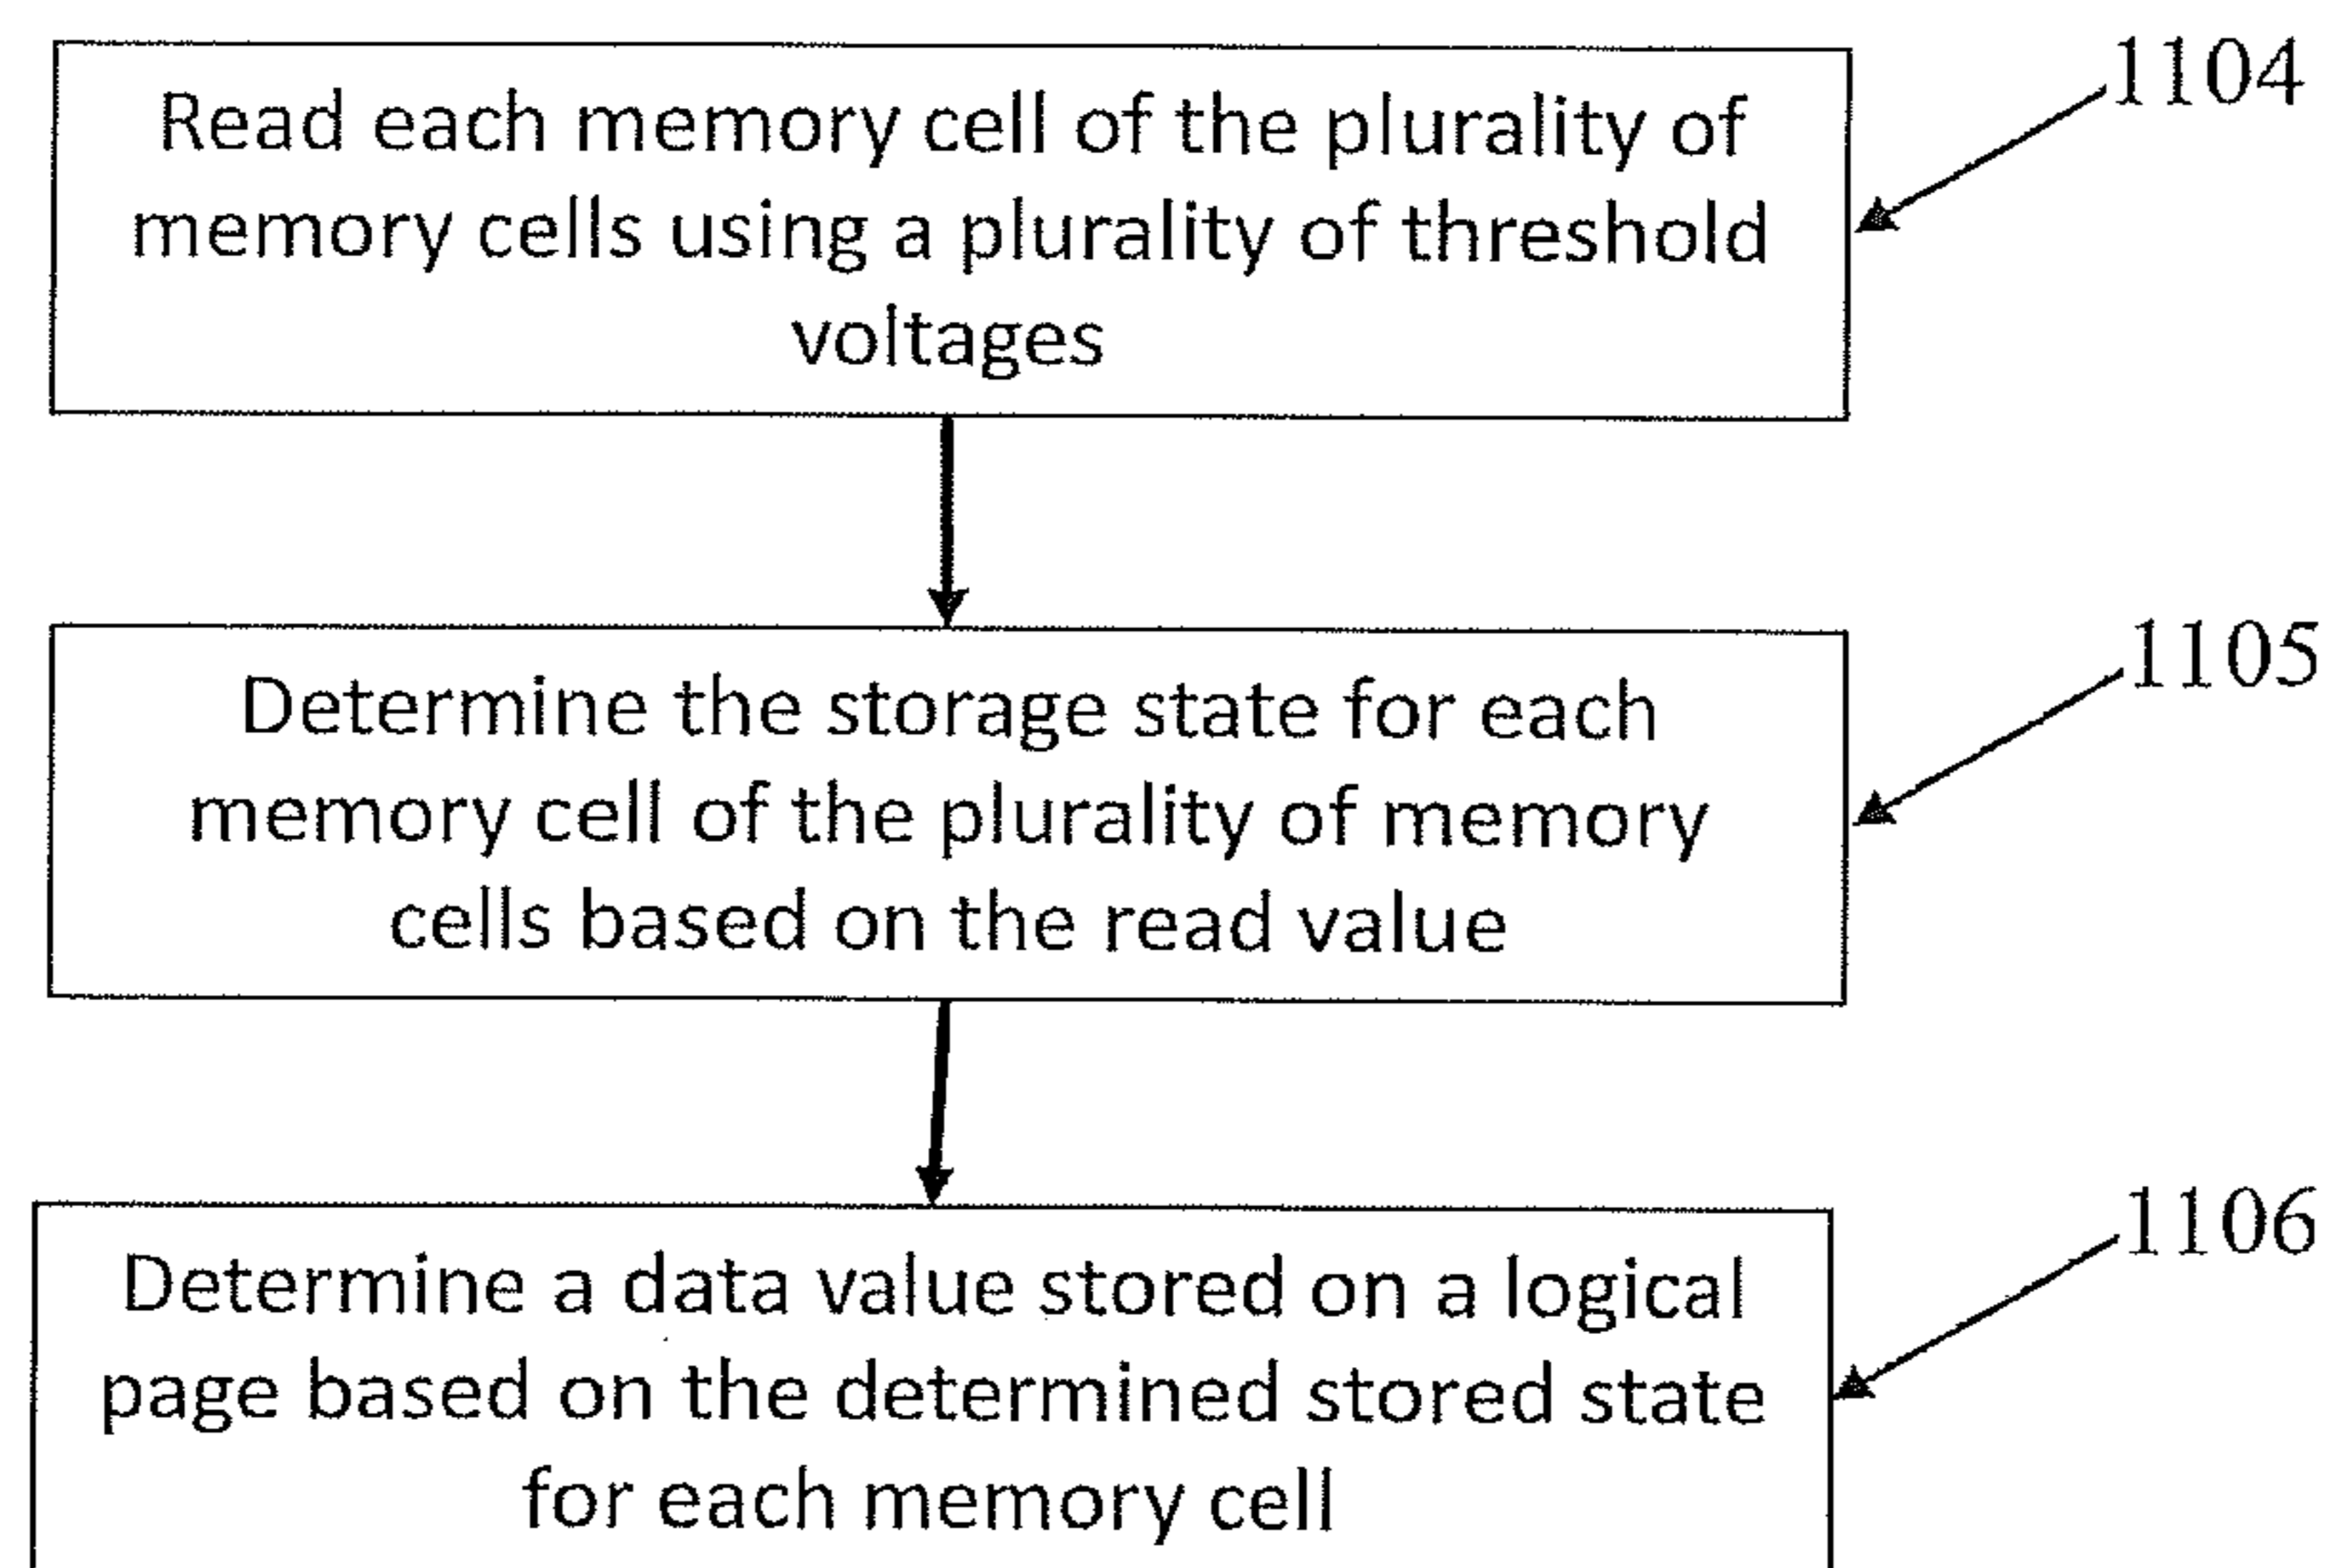 Read each memory cell of the plurality of
memory cells using a plurality of threshold
voltages
1104
Determine the storage state for each
memory cell of the plurality of memory
cells based on the read value
1105
Determine a data value stored on a logical
page based on the determined stored state
for each memory cell
1106